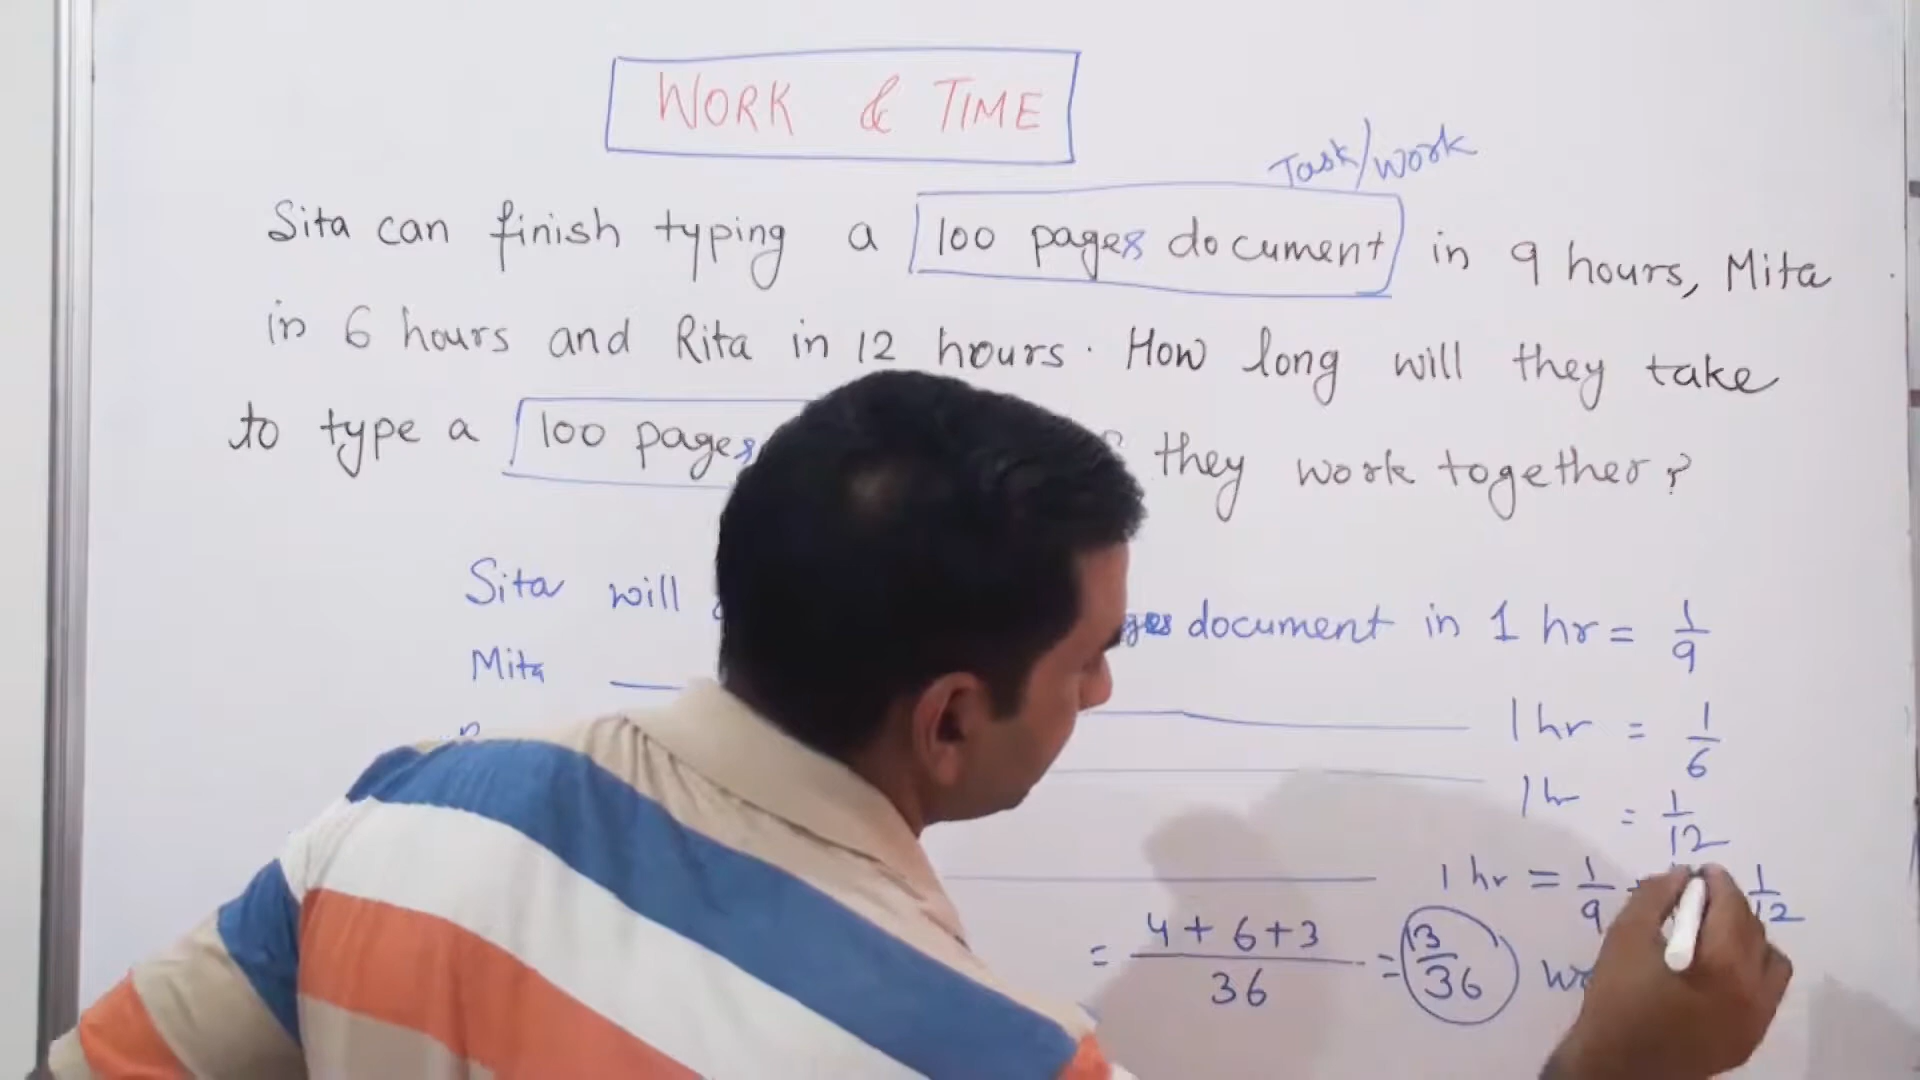 WORK & TIME
Task/work
Sita can finish typing a 100 pages document in 9 hours, Mita
in 6 hours and Rita in 12 hours. How long will they take
to type a 100 pages they work together?
Sita will document in 1 hr = 1/9
Mita 1 hr = 1/6
1 hr = 1/12
1 hr = 1/9 + 1/12
= 4+6+3/36 = 13/36